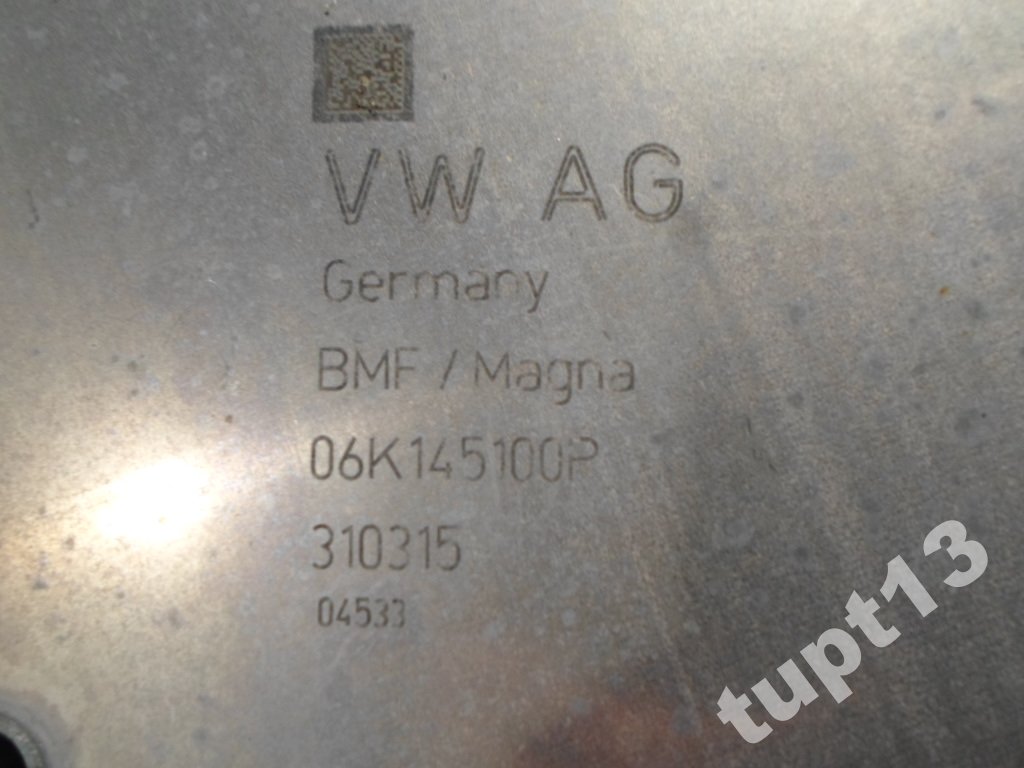 VW AG
Germany
BMF / Magna
06K145100P
310315
04533
tupt13